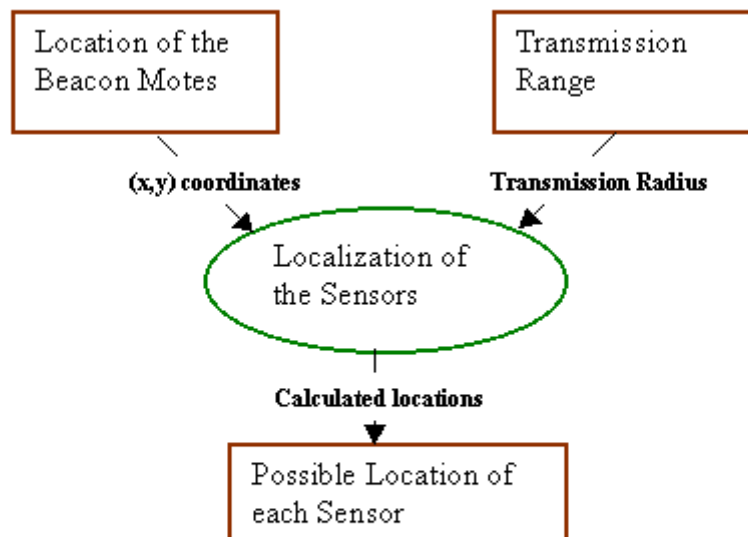 Location of the
Beacon Motes
Transmission
Range
(x,y) coordinates
Transmission Radius
Localization of
the Sensors
Calculated locations
Possible Location of
each Sensor